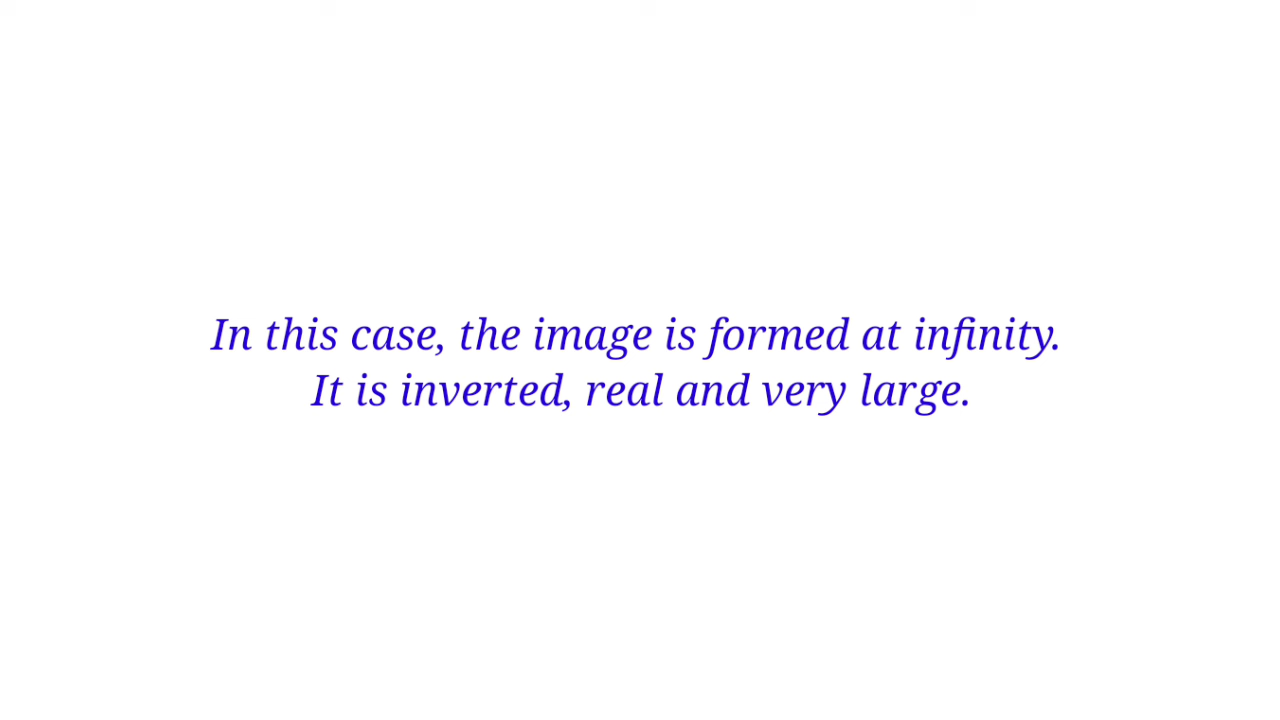 In this case, the image is formed at infinity.
It is inverted, real and very large.